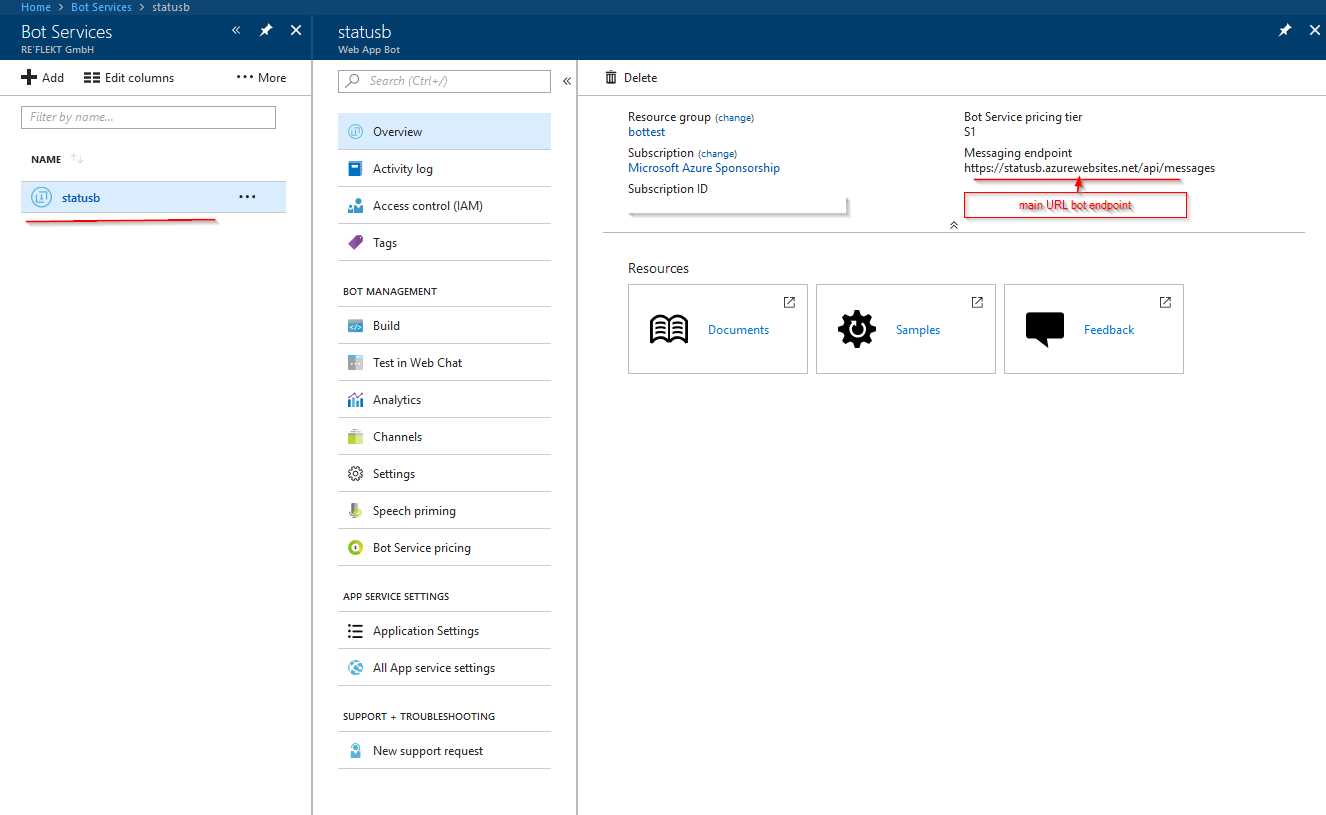 Home > Bot Services > statusb
Bot Services
RE'FLEKT GmbH
statusb
Web App Bot
Add
Edit columns
··· More
Filter by name...
NAME
statusb
Search (Ctrl+/)
Overview
Activity log
Access control (IAM)
Tags
BOT MANAGEMENT
Build
Test in Web Chat
Analytics
Channels
Settings
Speech priming
Bot Service pricing
APP SERVICE SETTINGS
Application Settings
All App service settings
SUPPORT + TROUBLESHOOTING
New support request
Delete
Resource group (change)
bottest
Subscription (change)
Microsoft Azure Sponsorship
Subscription ID
Bot Service pricing tier
S1
Messaging endpoint
https://statusb.azurewebsites.net/api/messages
main URL bot endpoint
Resources
Documents
Samples
Feedback